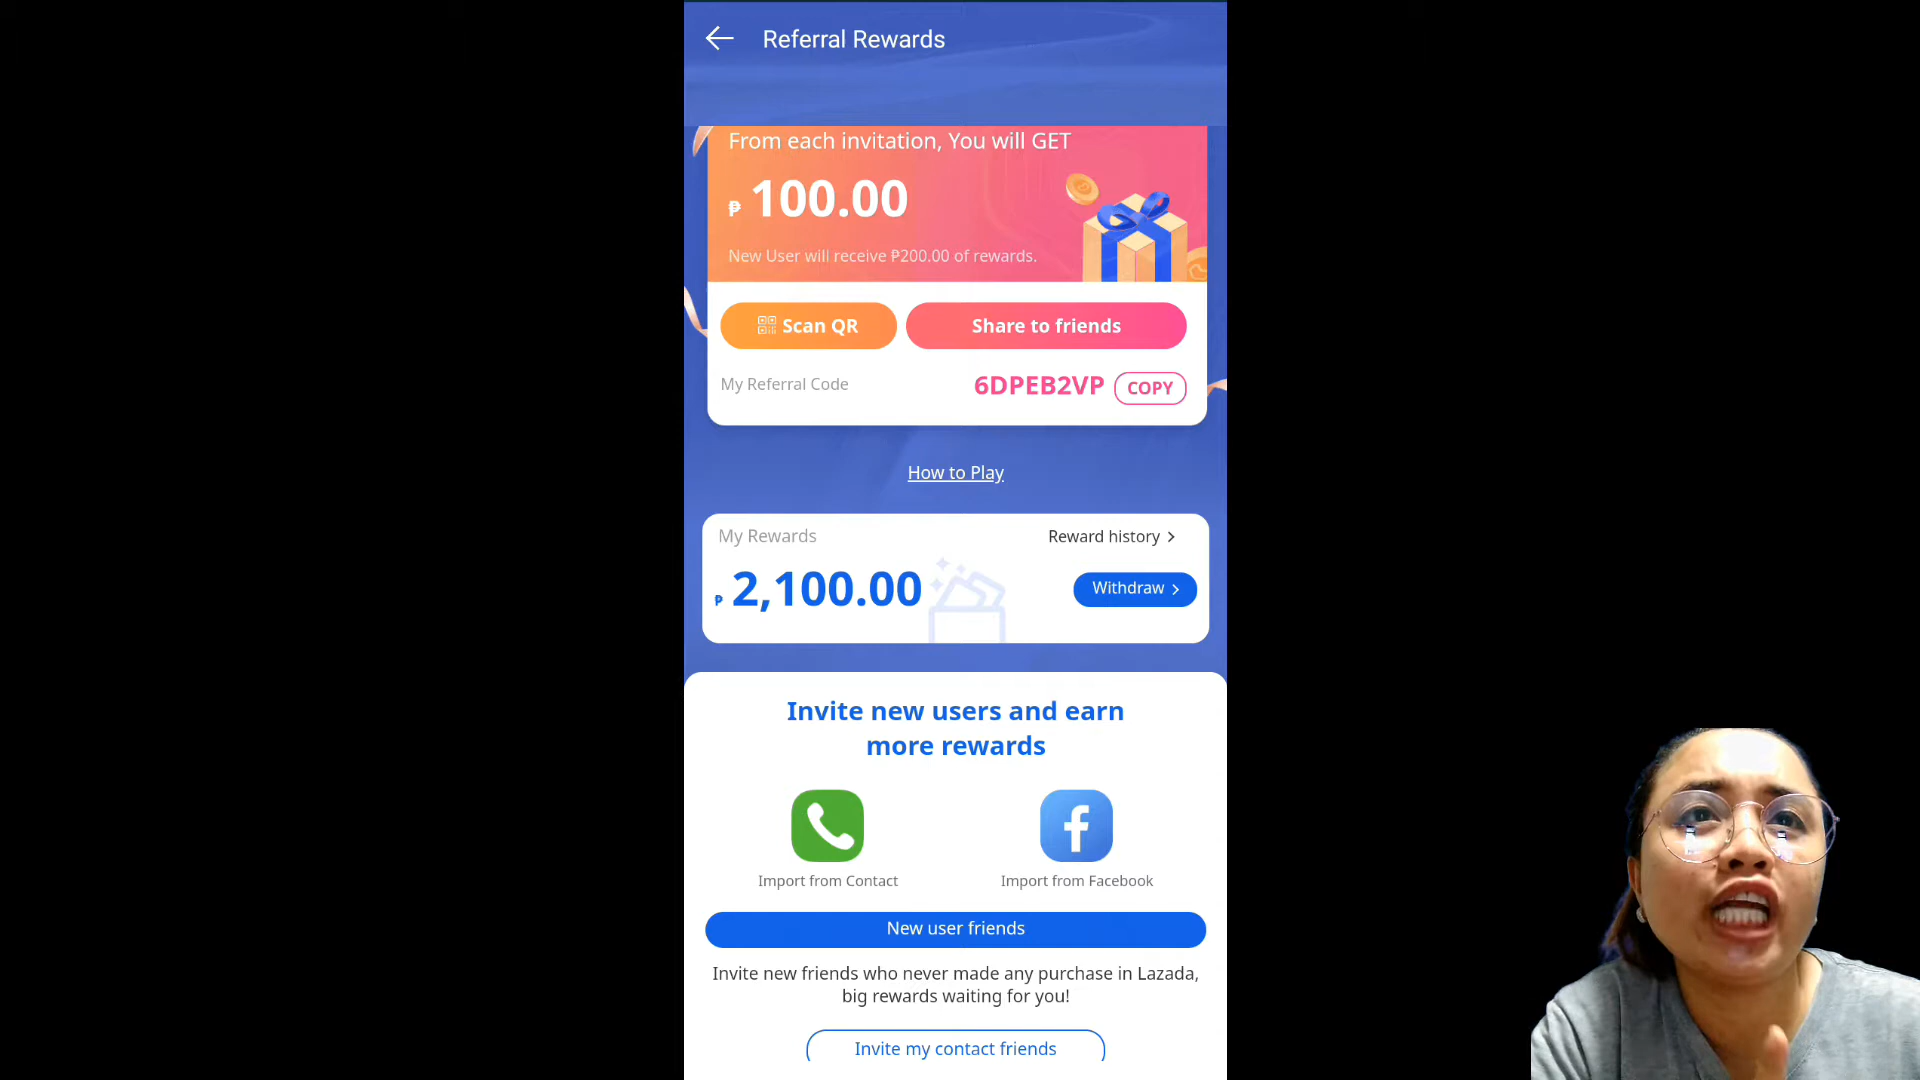 Referral Rewards
From each invitation, You will GET
₱ 100.00
New User will receive ₱200.00 of rewards.
Scan QR
Share to friends
My Referral Code
6DPEB2VP
COPY
How to Play
My Rewards
Reward history
₱ 2,100.00
Withdraw
Invite new users and earn
more rewards
Import from Contact
Import from Facebook
New user friends
Invite new friends who never made any purchase in Lazada,
big rewards waiting for you!
Invite my contact friends